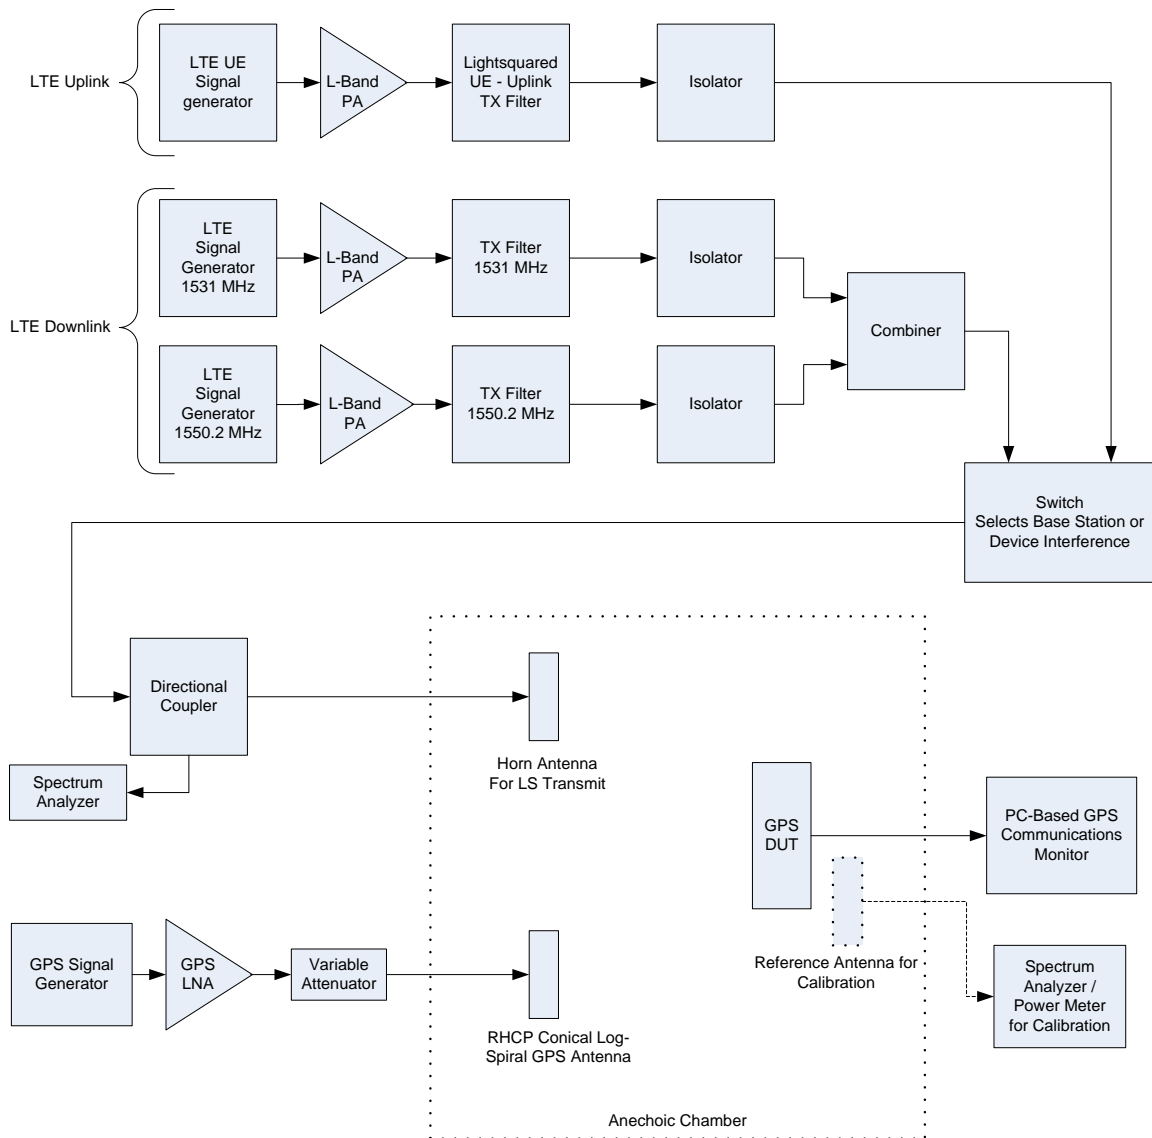 LTE Uplink
LTE UE
Signal
generator
L-Band
PA
Lightsquared
UE - Uplink
TX Filter
Isolator
LTE Downlink
LTE
Signal
Generator
1531 MHz
L-Band
PA
TX Filter
1531 MHz
Isolator
Combiner
LTE
Signal
Generator
1550.2 MHz
L-Band
PA
TX Filter
1550.2 MHz
Isolator
Switch
Selects Base Station or
Device Interference
Directional
Coupler
Spectrum
Analyzer
Horn Antenna
For LS Transmit
GPS
DUT
PC-Based GPS
Communications
Monitor
GPS Signal
Generator
GPS
LNA
Variable
Attenuator
RHCP Conical Log-
Spiral GPS Antenna
Reference Antenna for
Calibration
Spectrum
Analyzer /
Power Meter
for Calibration
Anechoic Chamber